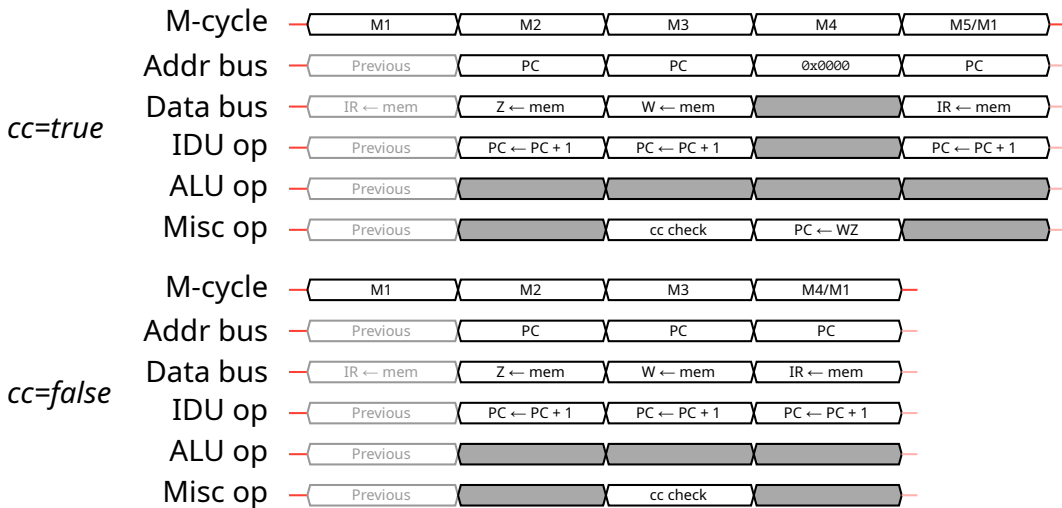 M-cycle M1 M2 M3 M4 M5/M1
Addr bus Previous PC PC 0x0000 PC
Data bus IR ← mem Z ← mem W ← mem IR ← mem
cc=true
IDU op Previous PC ← PC + 1 PC ← PC + 1 PC ← PC + 1
ALU op Previous
Misc op Previous cc check PC ← WZ
M-cycle M1 M2 M3 M4/M1
Addr bus Previous PC PC PC
Data bus IR ← mem Z ← mem W ← mem IR ← mem
cc=false
IDU op Previous PC ← PC + 1 PC ← PC + 1 PC ← PC + 1
ALU op Previous
Misc op Previous cc check